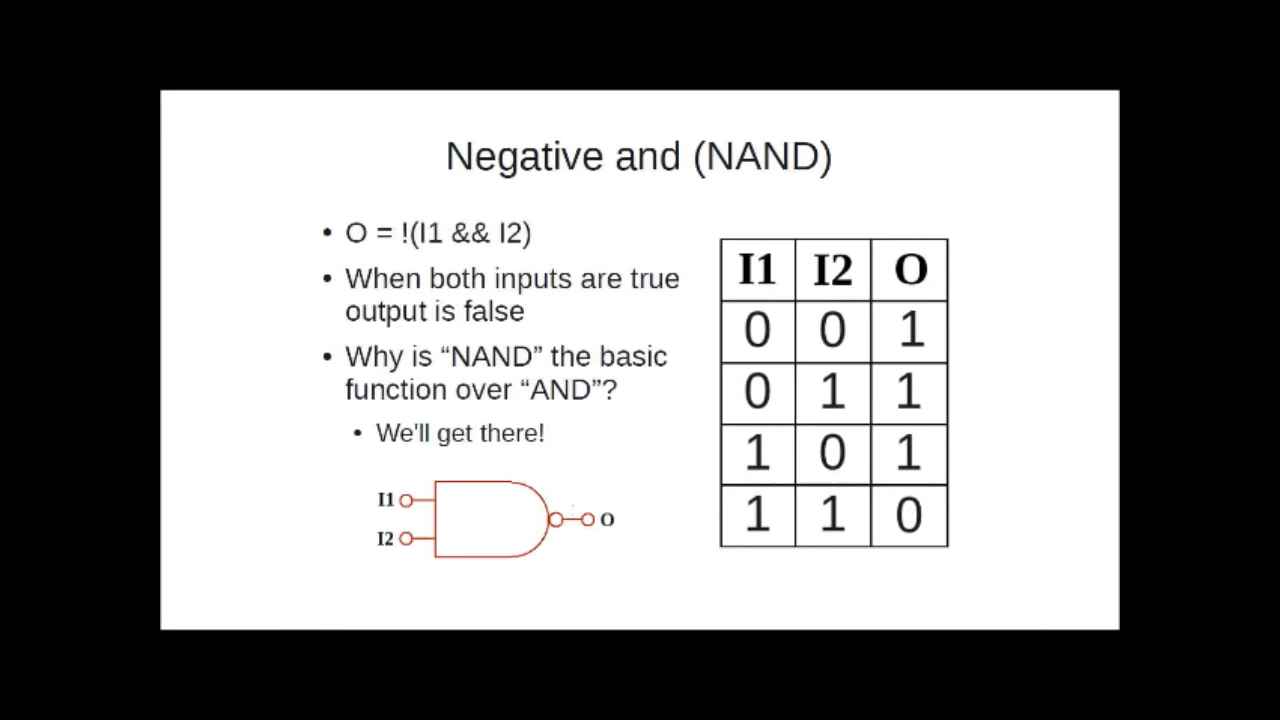 Negative and (NAND)
• O = !(I1 && I2)
• When both inputs are true
output is false
• Why is “NAND” the basic
function over “AND”?
• We'll get there!
I1
I2
O
I1 I2 O
0 0 1
0 1 1
1 0 1
1 1 0